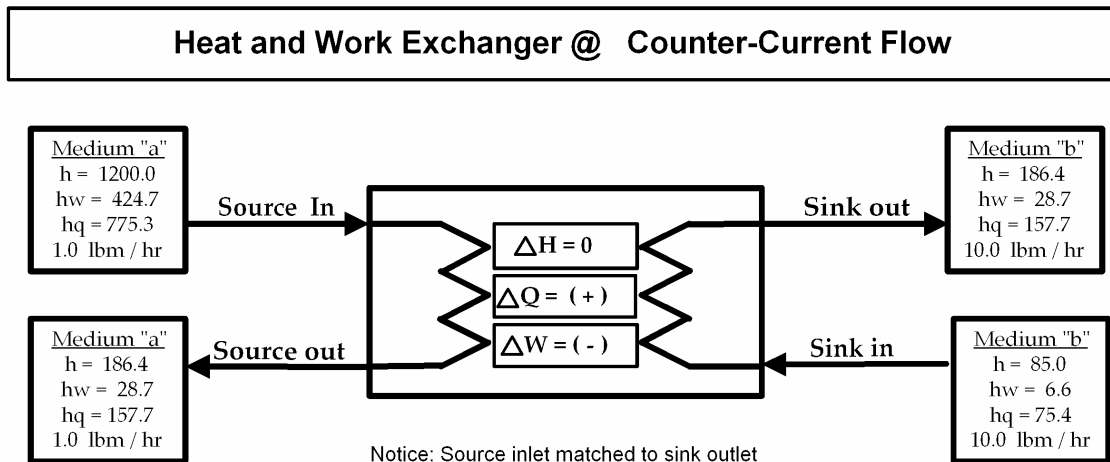 Heat and Work Exchanger @ Counter-Current Flow
Medium "a"
h = 1200.0
hw = 424.7
hq = 775.3
1.0 lbm / hr
Source In
△H = 0
△Q = ( + )
△W = ( - )
Sink out
Medium "b"
h = 186.4
hw = 28.7
hq = 157.7
10.0 lbm / hr
Medium "a"
h = 186.4
hw = 28.7
hq = 157.7
1.0 lbm / hr
Source out
Sink in
Medium "b"
h = 85.0
hw = 6.6
hq = 75.4
10.0 lbm / hr
Notice: Source inlet matched to sink outlet